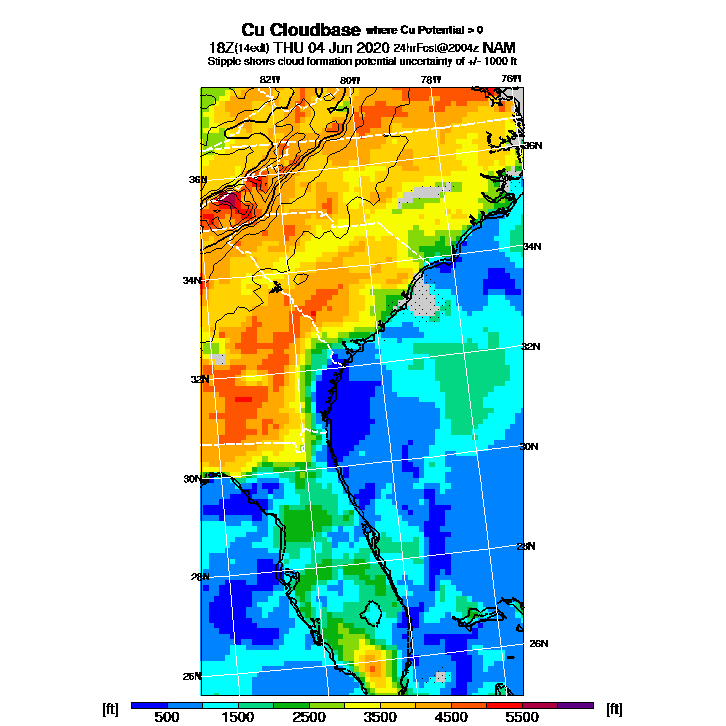 Cu Cloudbase where Cu Potential > 0
18Z(14edt) THU 04 Jun 2020 24hrFcst@2004z NAM
Stipple shows cloud formation potential uncertainty of +/- 1000 ft
82W 80W 78W 76W
36N
36N
34N
34N
32N
32N
30N
30N
28N
28N
26N
26N
[ft] 500 1500 2500 3500 4500 5500 [ft]